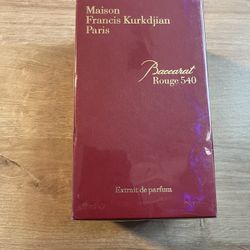 Maison
Francis Kurkdjian
Paris
Baccarat
Rouge 540
Extrait de parfum